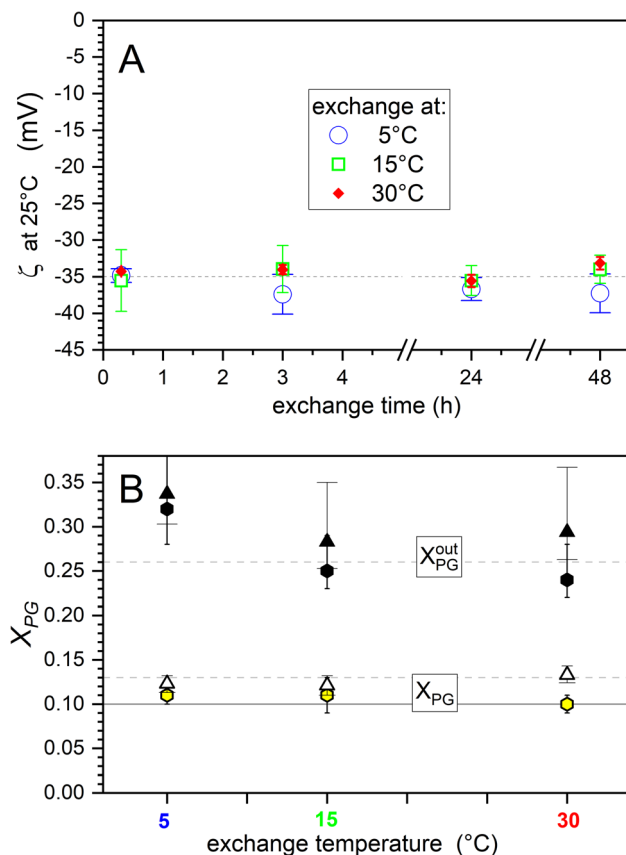 A
ζ at 25°C (mV)
0
-5
-10
-15
-20
-25
-30
-35
-40
-45
exchange at:
5°C
15°C
30°C
0 1 2 3 4 24 48
exchange time (h)
B
X_PG
0.35
0.30
0.25
0.20
0.15
0.10
0.05
0.00
X_PG^out
X_PG
5 15 30
exchange temperature (°C)